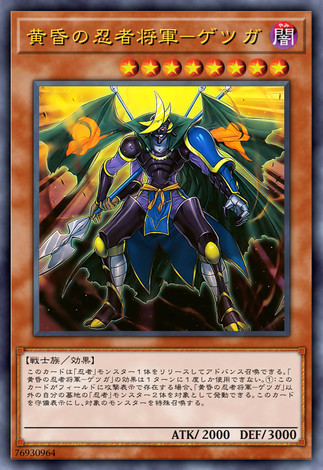 黄昏の忍者将軍－ゲツガ
やみ
闇
【戦士族／効果】
このカードは「忍者」モンスター１体をリリースしてアドバンス召喚できる。「
黄昏の忍者将軍－ゲツガ」の効果は１ターンに１度しか使用できない。①：この
カードがフィールドに攻撃表示で存在する場合、「黄昏の忍者将軍－ゲツガ」以
外の自分の墓地の「忍者」モンスター２体を対象として発動できる。このカード
を守備表示にし、対象のモンスターを特殊召喚する。
ATK/ 2000 DEF/3000
76930964